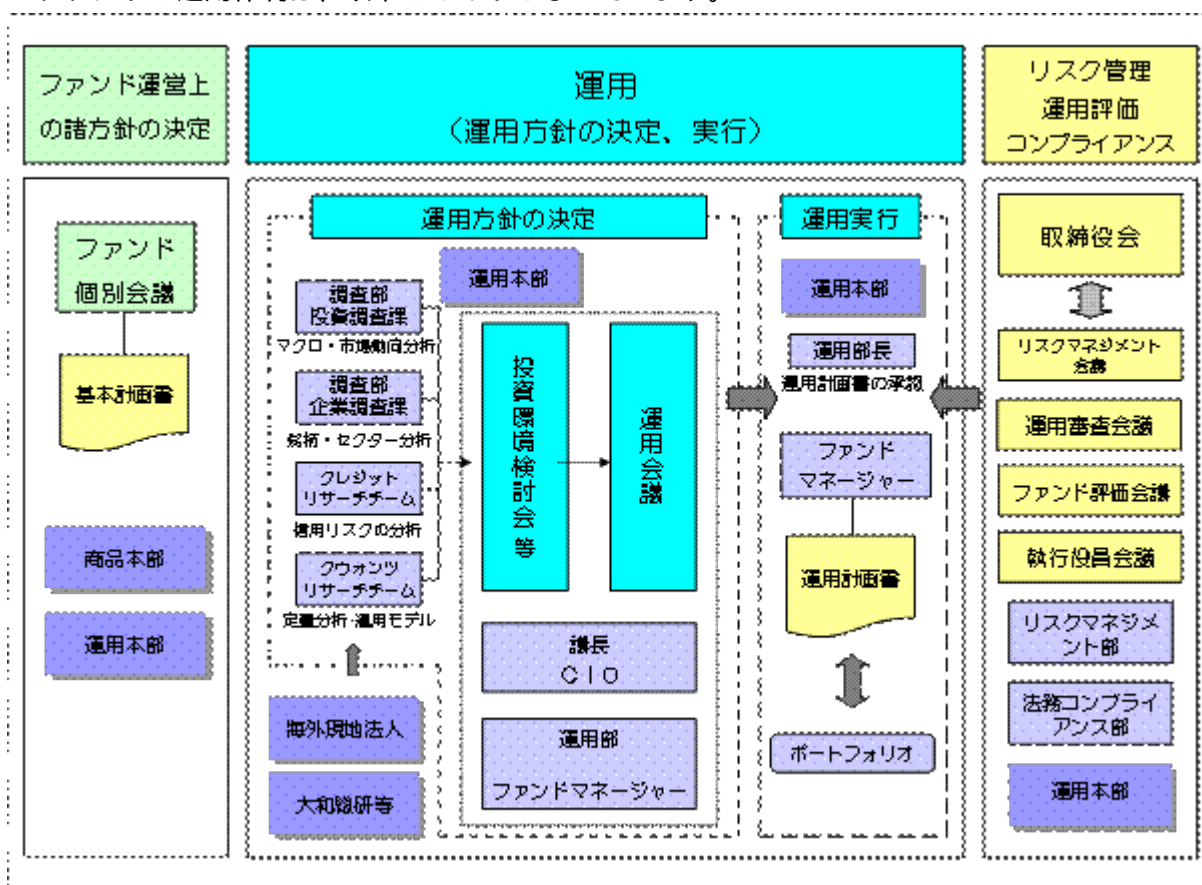 ファンド運営上
の諸方針の決定
運用
（運用方針の決定、実行）
リスク管理
運用評価
コンプライアンス
ファンド
個別会議
基本計画書
商品本部
運用本部
運用方針の決定
運用本部
調査部
投資調査課
マクロ・市場動向分析
調査部
企業調査課
銘柄・セクター分析
クレジット
リサーチチーム
信用リスクの分析
クウォンツ
リサーチチーム
定量分析・運用モデル
海外現地法人
大和総研等
投資環境検討会等
運用会議
議長
ＣＩＯ
運用部
ファンドマネージャー
運用実行
運用本部
運用部長
運用計画書の承認
ファンド
マネージャー
運用計画書
ポートフォリオ
取締役会
リスクマネジメント
会議
運用審査会議
ファンド評価会議
執行役員会議
リスクマネジメ
ント部
法務コンプライ
アンス部
運用本部